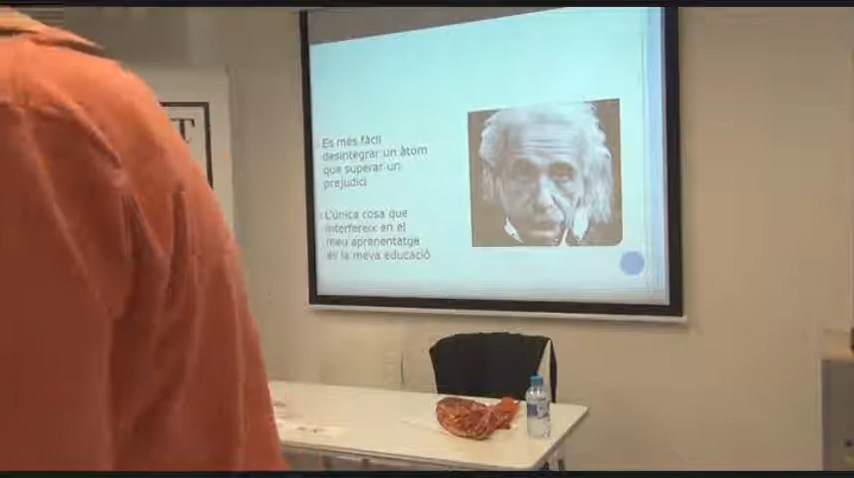 T
Es més fàcil
desintegrar un àtom
que superar un
prejudici
L'única cosa que
interfereix en el
meu aprenentatge
és la meva educació